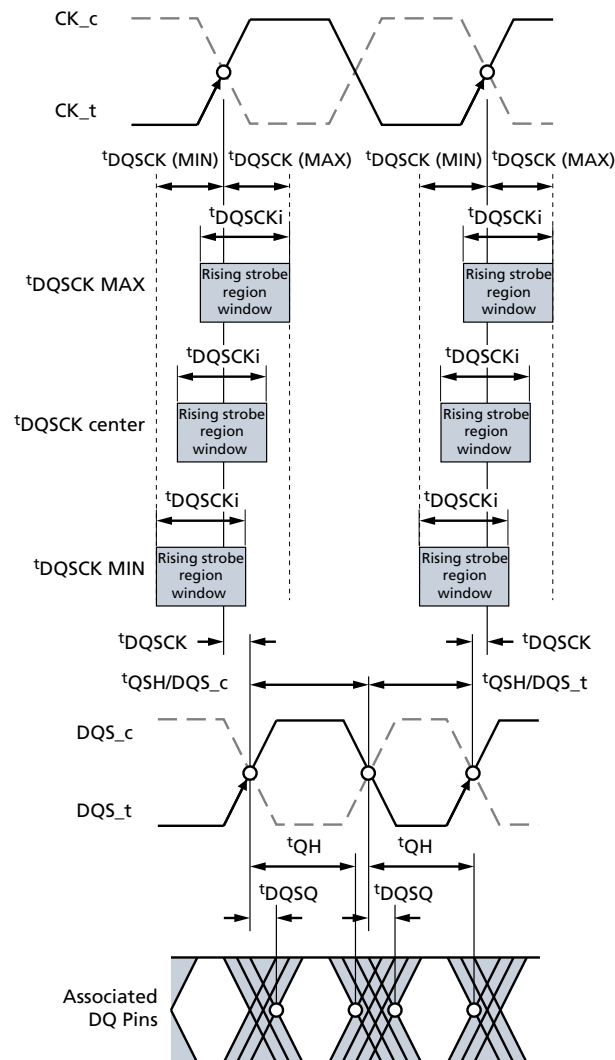 CK_c
CK_t
tDQSCK (MIN) tDQSCK (MAX) tDQSCK (MIN) tDQSCK (MAX)
tDQSCKi tDQSCKi
tDQSCK MAX
Rising strobe
region
window
Rising strobe
region
window
tDQSCKi tDQSCKi
tDQSCK center
Rising strobe
region
window
Rising strobe
region
window
tDQSCKi tDQSCKi
tDQSCK MIN
Rising strobe
region
window
Rising strobe
region
window
tDQSCK tDQSCK
tQSH/DQS_c tQSH/DQS_t
DQS_c
DQS_t
tQH tQH
tDQSQ tDQSQ
Associated
DQ Pins